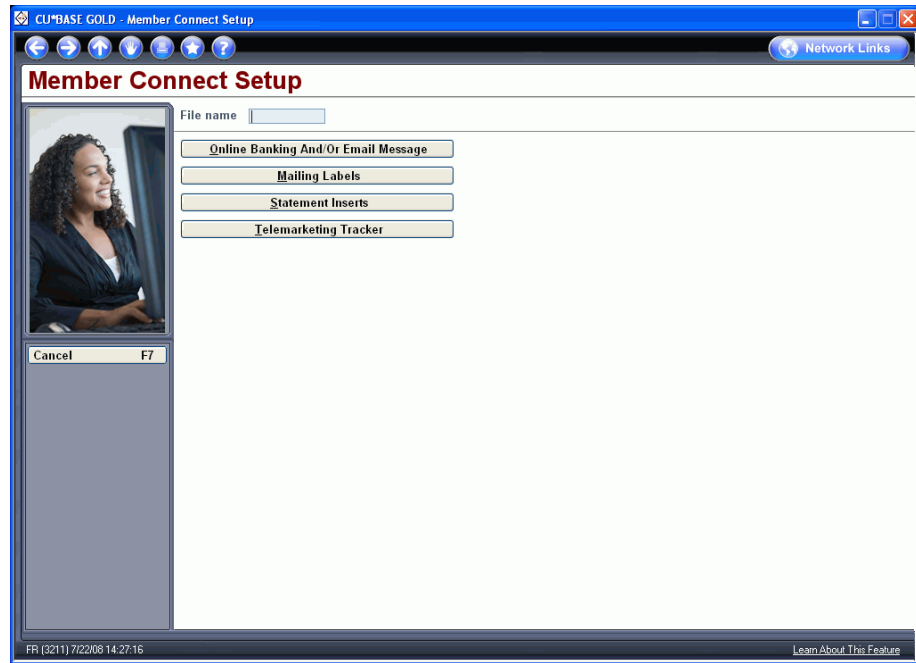 CU*BASE GOLD - Member Connect Setup
Network Links
Member Connect Setup
File name
Online Banking And/Or Email Message
Mailing Labels
Statement Inserts
Telemarketing Tracker
Cancel F7
FR (3211) 7/22/08 14:27:16
Learn About This Feature